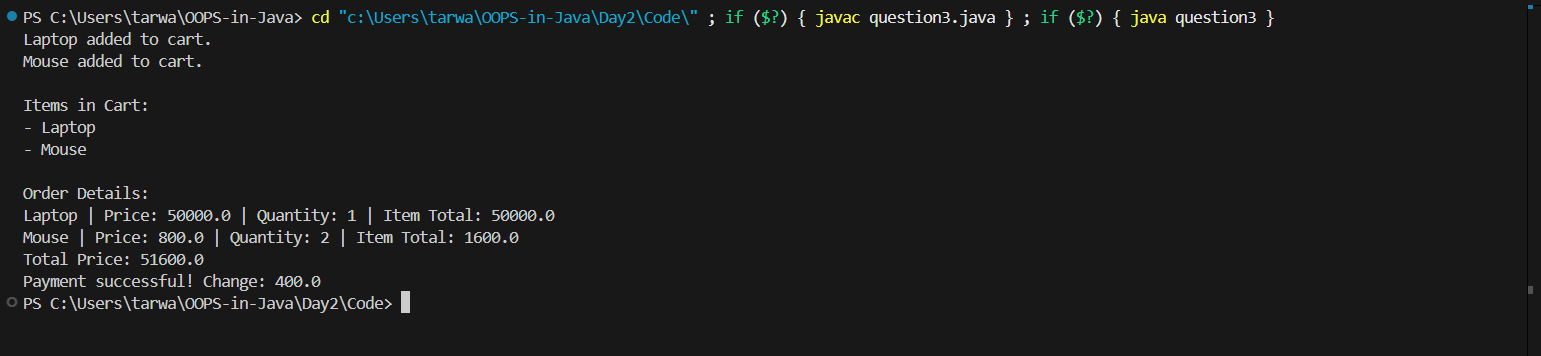 PS C:\Users\tarwa\OOPS-in-Java> cd "c:\Users\tarwa\OOPS-in-Java\Day2\Code\" ; if ($?) { javac question3.java } ; if ($?) { java question3 }
Laptop added to cart.
Mouse added to cart.

Items in Cart:
- Laptop
- Mouse

Order Details:
Laptop | Price: 50000.0 | Quantity: 1 | Item Total: 50000.0
Mouse | Price: 800.0 | Quantity: 2 | Item Total: 1600.0
Total Price: 51600.0
Payment successful! Change: 400.0
PS C:\Users\tarwa\OOPS-in-Java\Day2\Code>